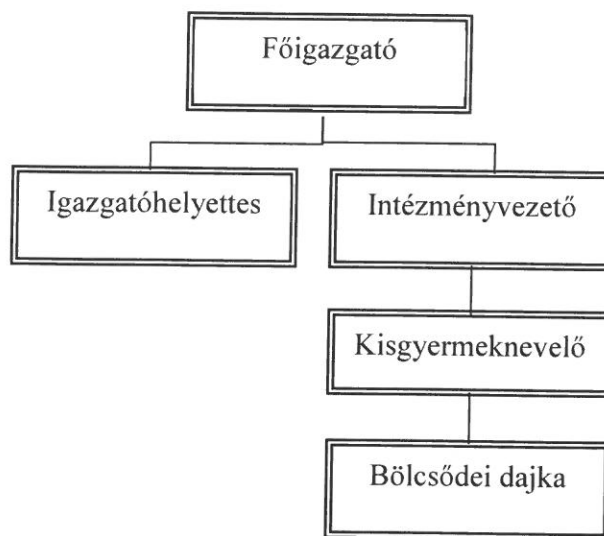 Főigazgató
Igazgatóhelyettes
Intézményvezető
Kisgyermeknevelő
Bölcsődei dajka